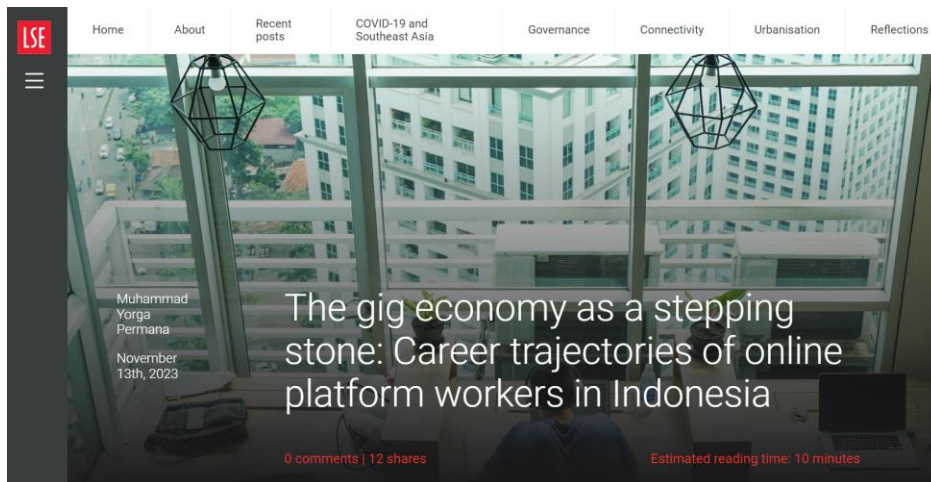 LSE
Home
About
Recent
posts
COVID-19 and
Southeast Asia
Governance
Connectivity
Urbanisation
Reflections
Muhammad
Yorga
Permana
November
13th, 2023
The gig economy as a stepping
stone: Career trajectories of online
platform workers in Indonesia
0 comments | 12 shares
Estimated reading time: 10 minutes